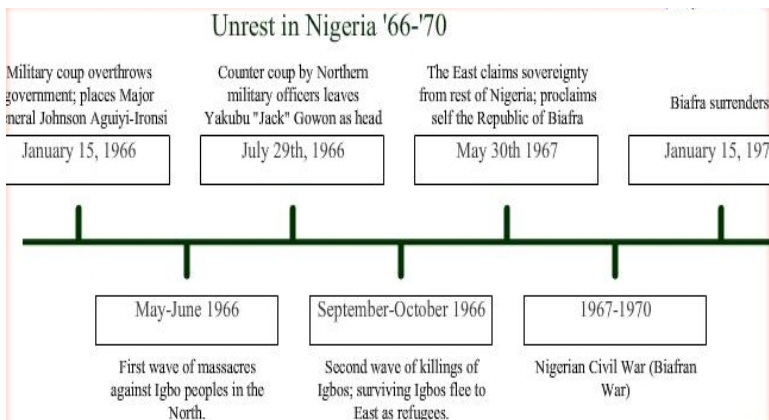 Unrest in Nigeria '66-'70
Military coup overthrows
government; places Major
eneral Johnson Aguiyi-Ironsi
January 15, 1966
Counter coup by Northern
military officers leaves
Yakubu "Jack" Gowon as head
July 29th, 1966
The East claims sovereignty
from rest of Nigeria; proclaims
self the Republic of Biafra
May 30th 1967
Biafra surrenders
January 15, 197
May-June 1966
First wave of massacres
against Igbo peoples in the
North.
September-October 1966
Second wave of killings of
Igbos; surviving Igbos flee to
East as refugees.
1967-1970
Nigerian Civil War (Biafran
War)